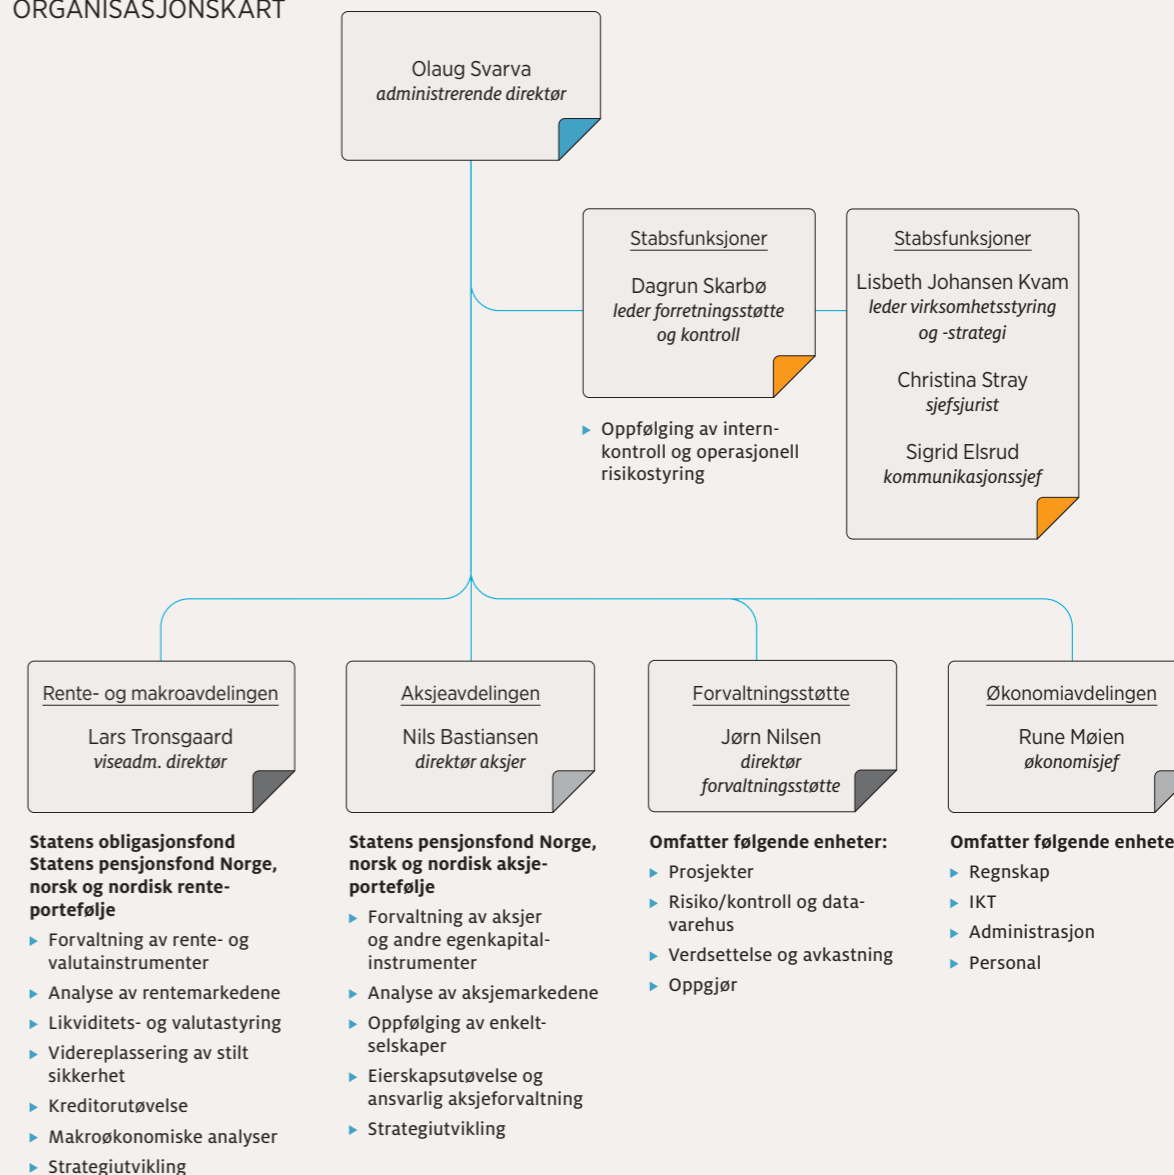 ORGANISASJONSKART
Olaug Svarva
administrerende direktør
Stabsfunksjoner
Dagrun Skarbø
leder forretningsstøtte
og kontroll
Oppfølging av intern-
kontroll og operasjonell
risikostyring
Stabsfunksjoner
Lisbeth Johansen Kvam
leder virksomhetsstyring
og -strategi
Christina Stray
sjefsjurist
Sigrid Elsrud
kommunikasjonssjef
Rente- og makroavdelingen
Lars Tronsgaard
viseadm. direktør
Statens obligasjonsfond
Statens pensjonsfond Norge,
norsk og nordisk rente-
portefølje
Forvaltning av rente- og
valutainstrumenter
Analyse av rentemarkedene
Likviditets- og valutastyring
Videreplassering av stilt
sikkerhet
Kreditorutøvelse
Makroøkonomiske analyser
Strategiutvikling
Aksjeavdelingen
Nils Bastiansen
direktør aksjer
Statens pensjonsfond Norge,
norsk og nordisk aksje-
portefølje
Forvaltning av aksjer
og andre egenkapital-
instrumenter
Analyse av aksjemarkedene
Oppfølging av enkelt-
selskaper
Eierskapsutøvelse og
ansvarlig aksjeforvaltning
Strategiutvikling
Forvaltningsstøtte
Jørn Nilsen
direktør
forvaltningsstøtte
Omfatter følgende enheter:
Prosjekter
Risiko/kontroll og data-
varehus
Verdsettelse og avkastning
Oppgjør
Økonomiavdelingen
Rune Møien
økonomisjef
Omfatter følgende enhete
Regnskap
IKT
Administrasjon
Personal